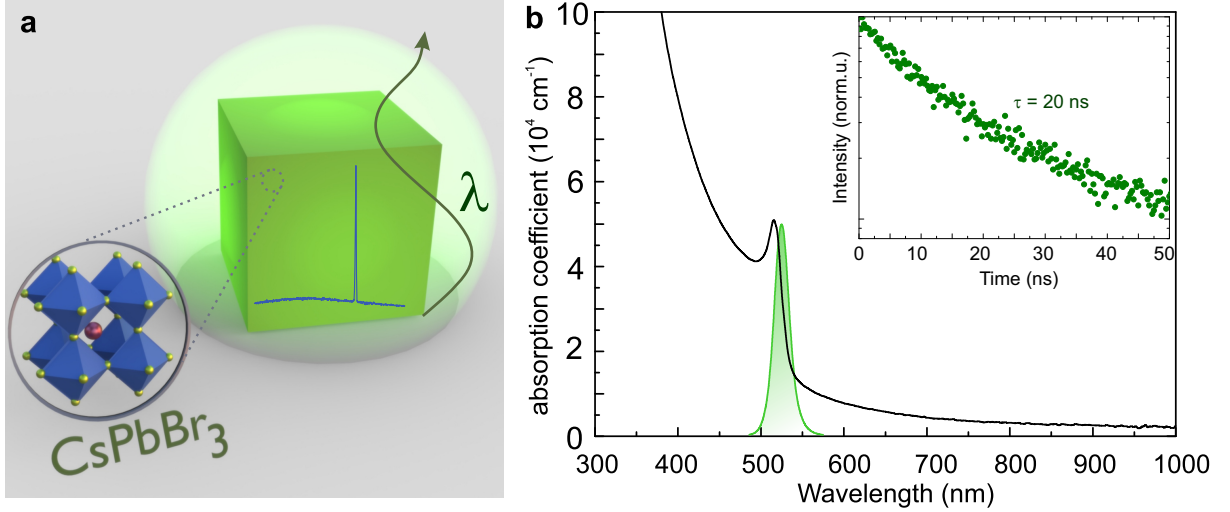 a
λ
CsPbBr₃
b
absorption coefficient (10⁴ cm⁻¹)
10
8
6
4
2
0
300 400 500 600 700 800 900 1000
Wavelength (nm)
Intensity (norm.u.)
τ = 20 ns
0 10 20 30 40 50
Time (ns)